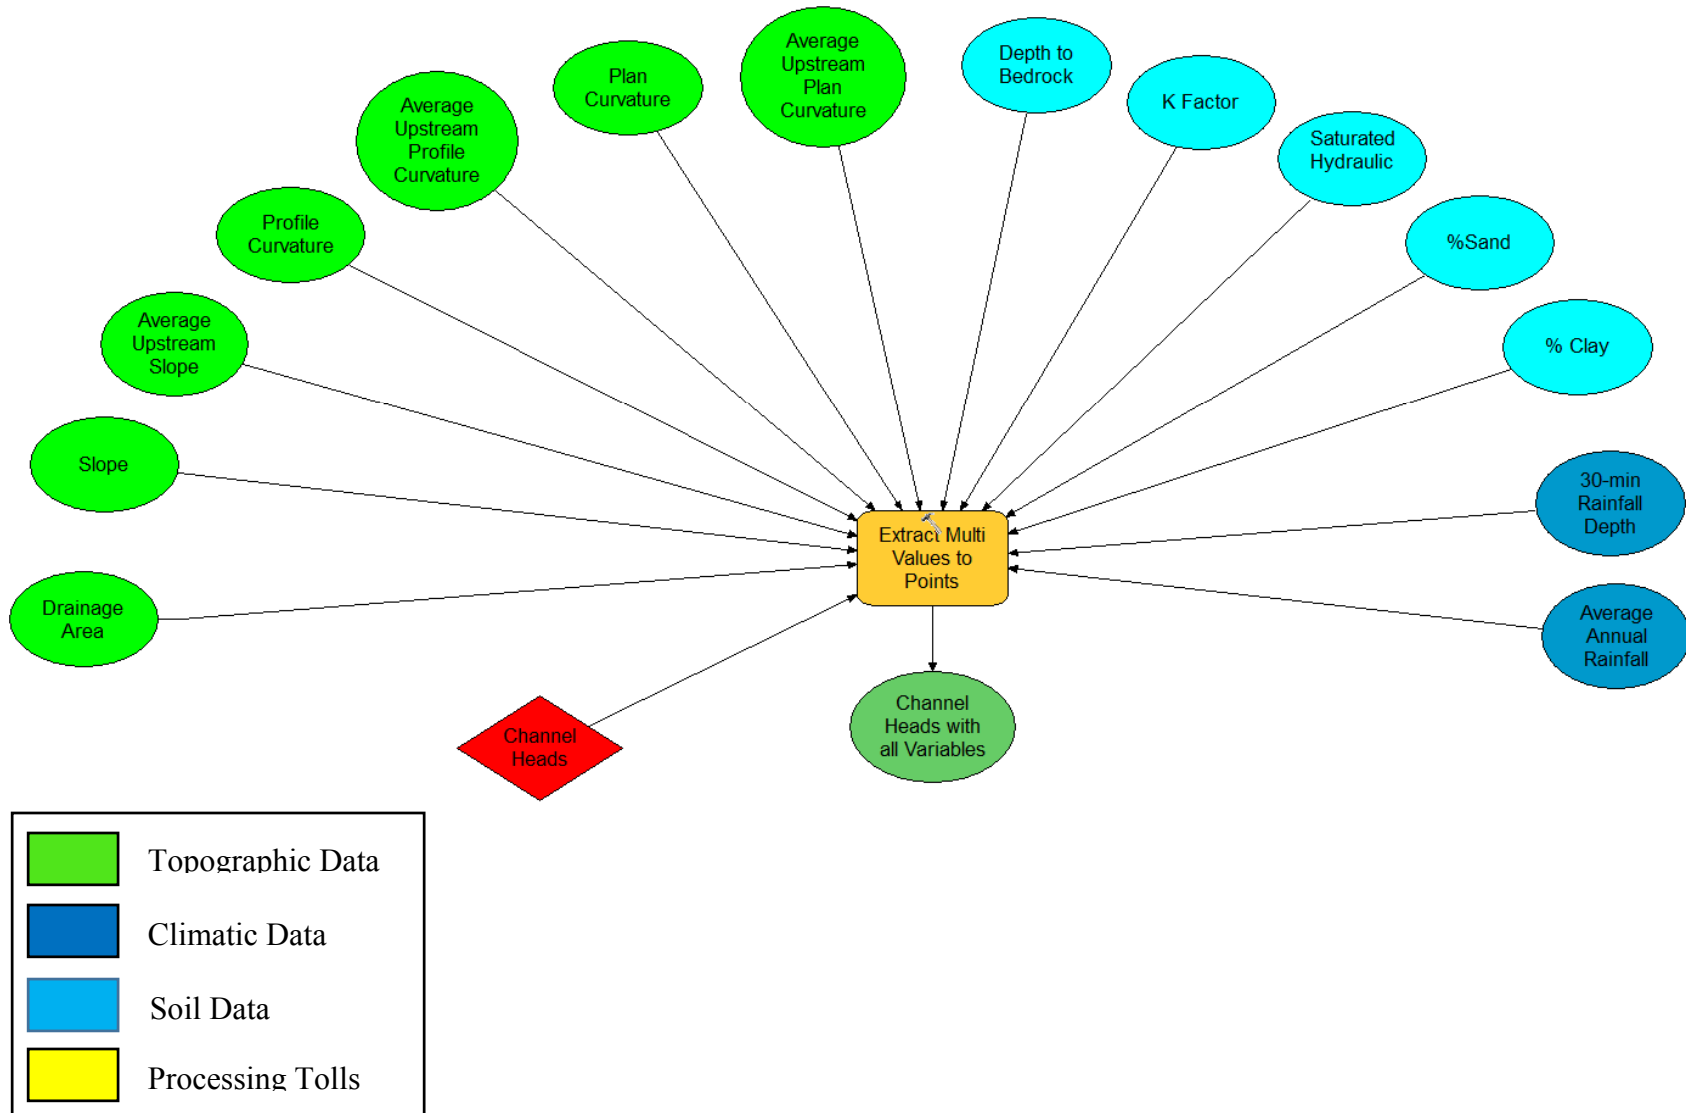 Average
Upstream
Plan
Curvature
Depth to
Bedrock
Plan
Curvature
K Factor
Average
Upstream
Profile
Curvature
Saturated
Hydraulic
Profile
Curvature
%Sand
Average
Upstream
Slope
% Clay
Slope
30-min
Rainfall
Depth
Extract Multi
Values to
Points
Drainage
Area
Average
Annual
Rainfall
Channel
Heads
Channel
Heads with
all Variables
Topographic Data
Climatic Data
Soil Data
Processing Tolls